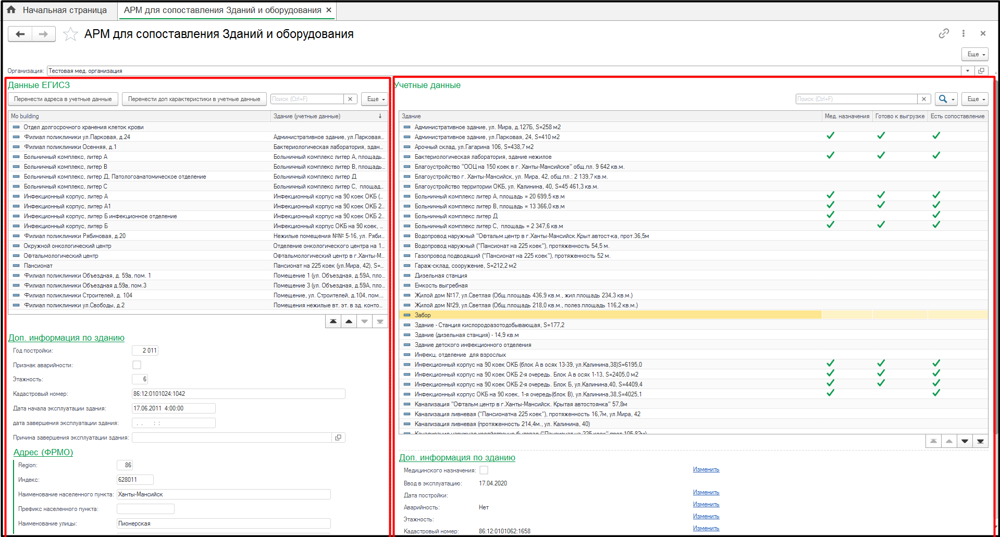 Начальная страница
АРМ для сопоставления Зданий и оборудования ×
АРМ для сопоставления Зданий и оборудования
Еще
Организация: Тестовая мед. организация
Данные ЕГИСЗ
Перенести адреса в учетные данные
Перенести доп характеристики в учетные данные
Поиск (Ctrl+F)
Еще
Mo building
Здание (учетные данные)
Отдел долгосрочного хранения клеток крови
Филиал поликлиники ул.Парковая, д.24
Административное здание, ул.Парковая...
Филиал поликлиники Осенняя, д.1
Бактериологическая лаборатория, здан...
Больничный комплекс, литер А
Больничный комплекс литер А, площадь...
Больничный комплекс, литер В
Больничный комплекс литер В, площадь...
Больничный комплекс, литер Д, Патологоанатомическое отделение
Больничный комплекс литер Д
Больничный комплекс, литер С
Больничный комплекс литер С, площад...
Инфекционный корпус, литер А
Инфекционный корпус на 90 коек ОКБ (...
Инфекционный корпус, литер А1
Инфекционный корпус на 90 коек ОКБ 2...
Инфекционный корпус, литер Б инфекционное отделение
Инфекционный корпус на 90 коек ОКБ 2...
Инфекционный корпус, литер Б
Инфекционный корпус ОКБ на 90 коек, ...
Филиал поликлиники Рябиновая, д.20
Нежилые помещения №№ 5-16, ул. Ряби...
Окружной онкологический центр
Отделение онкологического центра на 1...
Офтальмологический центр
Офтальмологический центр в г.Ханты-М...
Пансионат
Пансионат на 225 коек (ул.Мира, 42), S=...
Филиал поликлиники Объездная, д. 59а, пом. 1
Помещение 1 (ул. Объездная, д.59А, пло...
Филиал поликлиники Объездная д.59а, пом.3
Помещение 3 (ул. Объездная, д.59А, пло...
Филиал поликлиники Строителей, д. 104
Помещение, ул. Строителей, д.104, пом....
Филиал поликлиники ул.Свободы, д.2
Помещения нежилые вт. эт. в зд. конто...
Доп. информация по зданию
Год постройки: 2 011
Признак аварийности:
Этажность: 6
Кадастровый номер: 86:12:0101024:1042
Дата начала эксплуатации здания: 17.06.2011 4:00:00
дата завершения эксплуатации здания: . . : :
Причина завершения эксплуатации здания:
Адрес (ФРМО)
Region: 86
Индекс: 628011
Наименование населенного пункта: Ханты-Мансийск
Префикс населенного пункта:
Наименование улицы: Пионерская
Учетные данные
Поиск (Ctrl+F)
Еще
Здание
Мед. назначения
Готово к выгрузке
Есть сопоставление
Административное здание, ул. Мира, д.127Б, S=258 м2
Административное здание, ул.Парковая, 24, S=410 м2
Арочный склад, ул.Гагарина 106, S=438,7 м2
Бактериологическая лаборатория, здание нежилое
Благоустройство "ООЦ на 150 коек в г. Ханты-Мансийске" общ.пл. 9 642 кв.м.
Благоустройство г. Ханты-Мансийск, ул. Мира, 42, общ.пл.: 2 139,7 кв.м.
Благоустройство территории ОКБ, ул. Калинина, 40, S=45 461,3 кв.м.
Больничный комплекс литер А, площадь = 20 699,5 кв.м
Больничный комплекс литер В, площадь = 13 366,0 кв.м
Больничный комплекс литер Д
Больничный комплекс литер С, площадь = 2 347,6 кв.м
Водопровод наружный "Офтальм.центр в г.Ханты-Мансийск.Крыт.автост-ка, прот.36,5м
Водопровод наружный ("Пансионат на 225 коек"), протяженность 54,5 м.
Газопровод подводящий ("Пансионат на 225 коек"), протяженность 52 м.
Гараж-склад, сооружение, S=212,2 м2
Дизельная станция
Емкость выгребная
Жилой дом №17, ул.Светлая (Общ.площадь 436,9 кв.м., жил.площадь 234,3 кв.м.)
Жилой дом №29, ул.Светлая (Общ.площадь 218,0 кв.м., полез.площадь 116,2 кв.м.)
Забор
Здание - Станция кислородоазотодобывающая, S=177,2
Здание (дизельная станция) - 14,9 кв.м
Здание детского инфекционного отделения
Инфекц. отделение для взрослых
Инфекционный корпус на 90 коек ОКБ (блок А в осях 13-39, ул.Калинина,38)S=6195,0
Инфекционный корпус на 90 коек ОКБ 2-я очередь. Блок А в осях 1-13, S=2405,0 м2
Инфекционный корпус на 90 коек ОКБ 2-я очередь. Блок Б, ул.Калинина,40, S=4409,4
Инфекционный корпус ОКБ на 90 коек, 1-я очередь(блок В), ул.Калинина,38,S=4025,1
Канализация "Офтальм.центр в г.Ханты-Мансийск. Крытая автостоянка" 57,8м
Канализация ливневая ("Пансионатна 225 коек"), протяженность 16,7м, ул.Мира, 42
Канализация ливневая (протяженность 214,4м., ул. Калинина, 40)
Канализация наружная хозяйственно бытовая ("Пансионат на 225 коек" прот.105,82м)
Доп. информация по зданию
Медицинского назначения: Изменить
Ввод в эксплуатацию: 17.04.2020
Дата постройки: Изменить
Аварийность: Нет Изменить
Этажность: Изменить
Кадастровый номер: 86:12:0101062:1658 Изменить